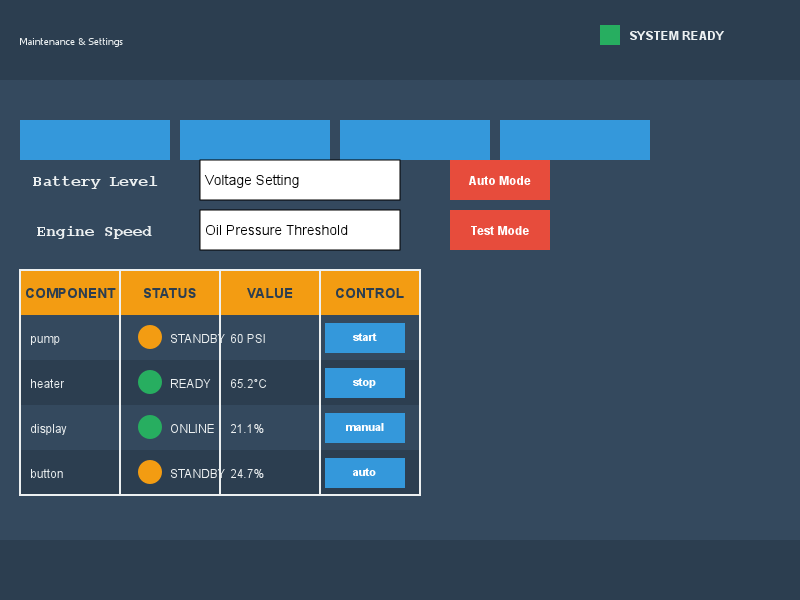 Maintenance & Settings
SYSTEM READY
Battery Level
Voltage Setting
Auto Mode
Engine Speed
Oil Pressure Threshold
Test Mode
COMPONENT STATUS VALUE CONTROL
pump STANDBY 60 PSI start
heater READY 65.2°C stop
display ONLINE 21.1% manual
button STANDBY 24.7% auto